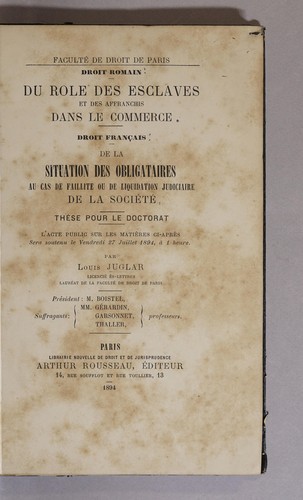 FACULTÉ DE DROIT DE PARIS
DROIT ROMAIN :
DU ROLE DES ESCLAVES
ET DES AFFRANCHIS
DANS LE COMMERCE.
DROIT FRANÇAIS :
DE LA
SITUATION DES OBLIGATAIRES
AU CAS DE FAILLITE OU DE LIQUIDATION JUDICIAIRE
DE LA SOCIÉTÉ.
THÈSE POUR LE DOCTORAT
L'ACTE PUBLIC SUR LES MATIÈRES CI-APRÈS
Sera soutenu le Vendredi 27 Juillet 1894, à 1 heure.
PAR
Louis JUGLAR
LICENCIÉ ÈS-LETTRES
LAURÉAT DE LA FACULTÉ DE DROIT DE PARIS.
Président : M. BOISTEL,
Suffragants : MM. GÉRARDIN, GARSONNET, THALLER, professeurs.
PARIS
LIBRAIRIE NOUVELLE DE DROIT ET DE JURISPRUDENCE
ARTHUR ROUSSEAU, ÉDITEUR
14, RUE SOUFFLOT ET RUE TOULLIER, 13
1894